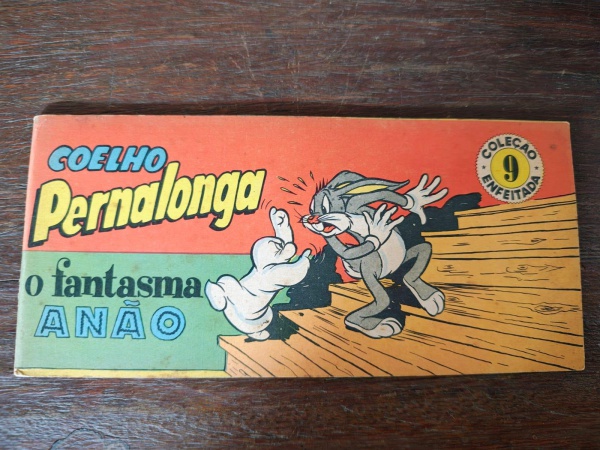 COELHO
Pernalonga
o fantasma
ANÃO
COLEÇÃO
9
ENFEITADA